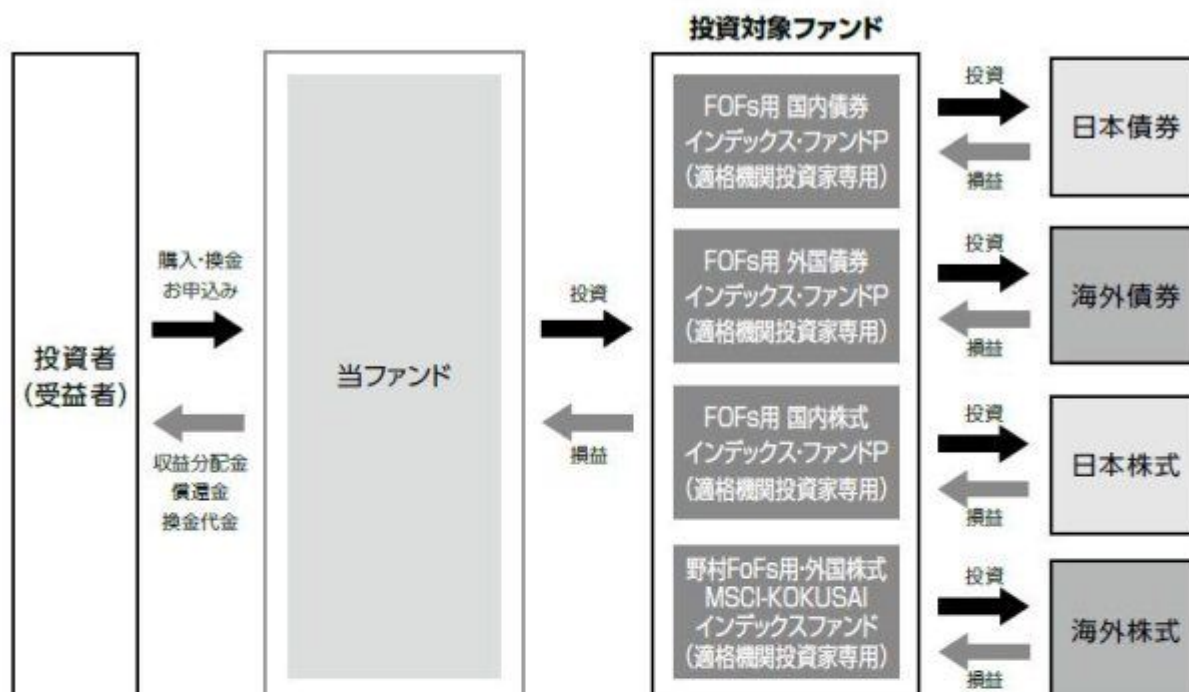 投資対象ファンド
投資者
(受益者)
購入・換金
お申込み
収益分配金
償還金
換金代金
当ファンド
投資
損益
FOFs用 国内債券
インデックス・ファンドP
(適格機関投資家専用)
投資
損益
日本債券
FOFs用 外国債券
インデックス・ファンドP
(適格機関投資家専用)
投資
損益
海外債券
FOFs用 国内株式
インデックス・ファンドP
(適格機関投資家専用)
投資
損益
日本株式
野村FoFs用・外国株式
MSCI-KOKUSAI
インデックスファンド
(適格機関投資家専用)
投資
損益
海外株式